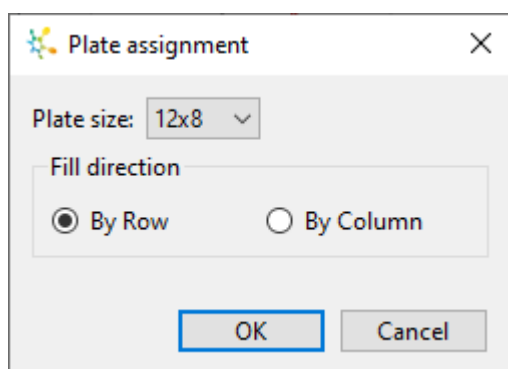 Plate assignment
Plate size: 12x8
Fill direction
By Row By Column
OK Cancel